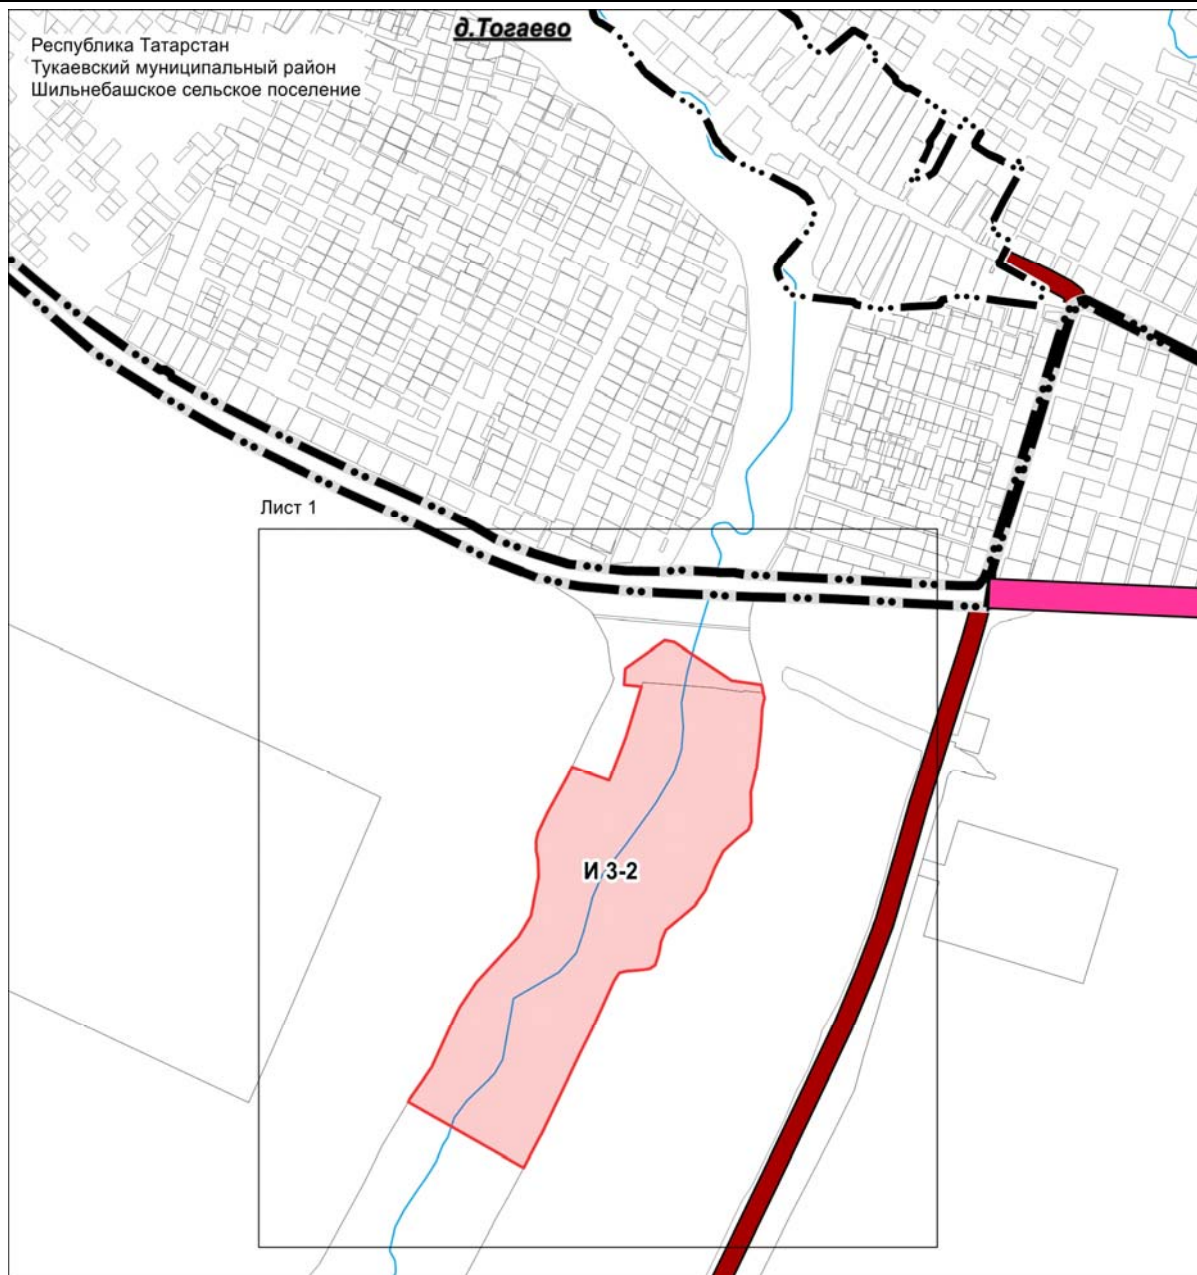 д.Тогаево
Республика Татарстан
Тукаевский муниципальный район
Шильнебашское сельское поселение
Лист 1
И 3-2